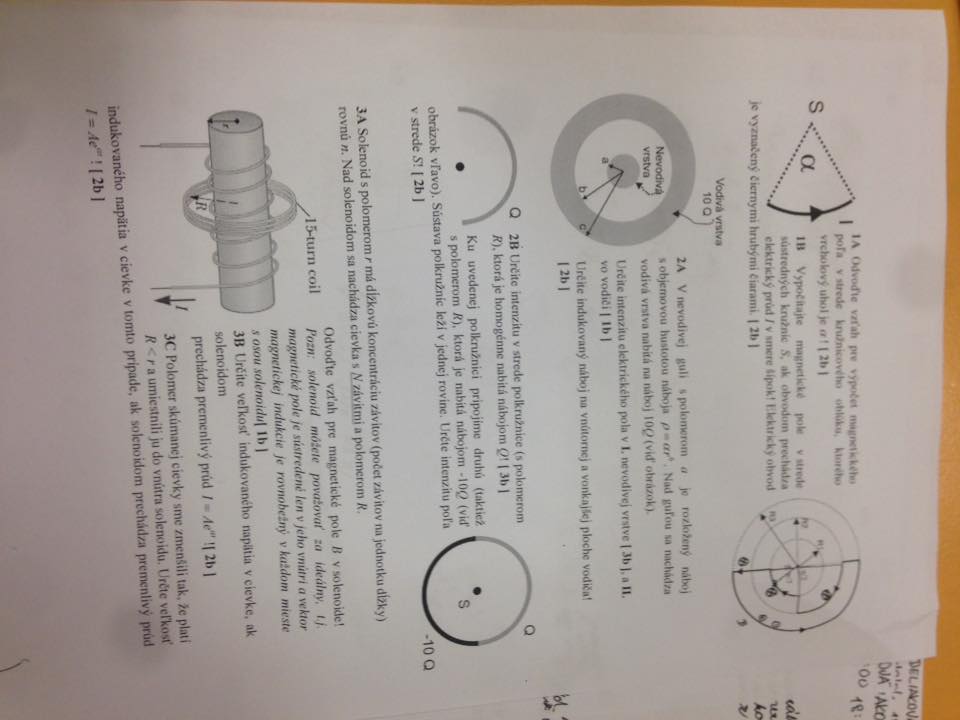 1A Odvoďte vzťah pre výpočet magnetického
poľa v strede kružnicového oblúku, ktorého
vrcholový uhol je α ! [ 2b ]
S
α
I
1B Vypočítajte magnetické pole v strede
sústredných kružníc S, ak obvodom prechádza
elektrický prúd I v smere šípok! Elektrický obvod
je vyznačený čiernymi hrubými čiarami. [ 2b ]
R1
R2
R3
DELIAKOVÁ
Vodivá vrstva
10 Q
Nevodivá
vrstva
a
b
c
2A V nevodivej guli s polomerom a je rozložený náboj
s objemovou hustotou náboja ρ = αr⁶. Nad guľou sa nachádza
vodivá vrstva nabitá na náboj 10Q (viď obrázok).
Určite intenzitu elektrického pola v I. nevodivej vrstve [ 3b ], a II.
vo vodiči [ 1b ]
Určite indukovaný náboj na vnútornej a vonkajšej ploche vodiča!
[ 2b ]
Q
2B Určite intenzitu v strede polkružnice (s polomerom
R), ktorá je homogénne nabitá nábojom Q! [ 3b ]
Ku uvedenej polkružnici pripojíme druhú (taktiež
s polomerom R), ktorá je nabitá nábojom -10Q (viď
obrázok vľavo). Sústava polkružníc leží v jednej rovine. Určte intenzitu poľa
v strede S! [ 2b ]
Q
S
-10 Q
3A Solenoid s polomerom r má dĺžkovú koncentráciu závitov (počet závitov na jednotku dĺžky)
rovnú n. Nad solenoidom sa nachádza cievka s N závitmi a polomerom R.
15-turn coil
r
R
I
Odvoďte vzťah pre magnetické pole B v solenoide!
Pozn: solenoid môžete považovať za ideálny, t.j.
magnetické pole je sústredené len v jeho vnútri a vektor
magnetickej indukcie je rovnobežný v každom mieste
s osou solenoidu[ 1b ]
3B Určite veľkosť indukovaného napätia v cievke, ak
solenoidom
prechádza premenlivý prúd I = Ae ![ 2b ]
3C Polomer skúmanej cievky sme zmenšili tak, že platí
R < r a umiestnili ju do vnútra solenoidu. Určte veľkosť
indukovaného napätia v cievke v tomto prípade, ak solenoidom prechádza premenlivý prúd
I = Ae ! [ 2b ]